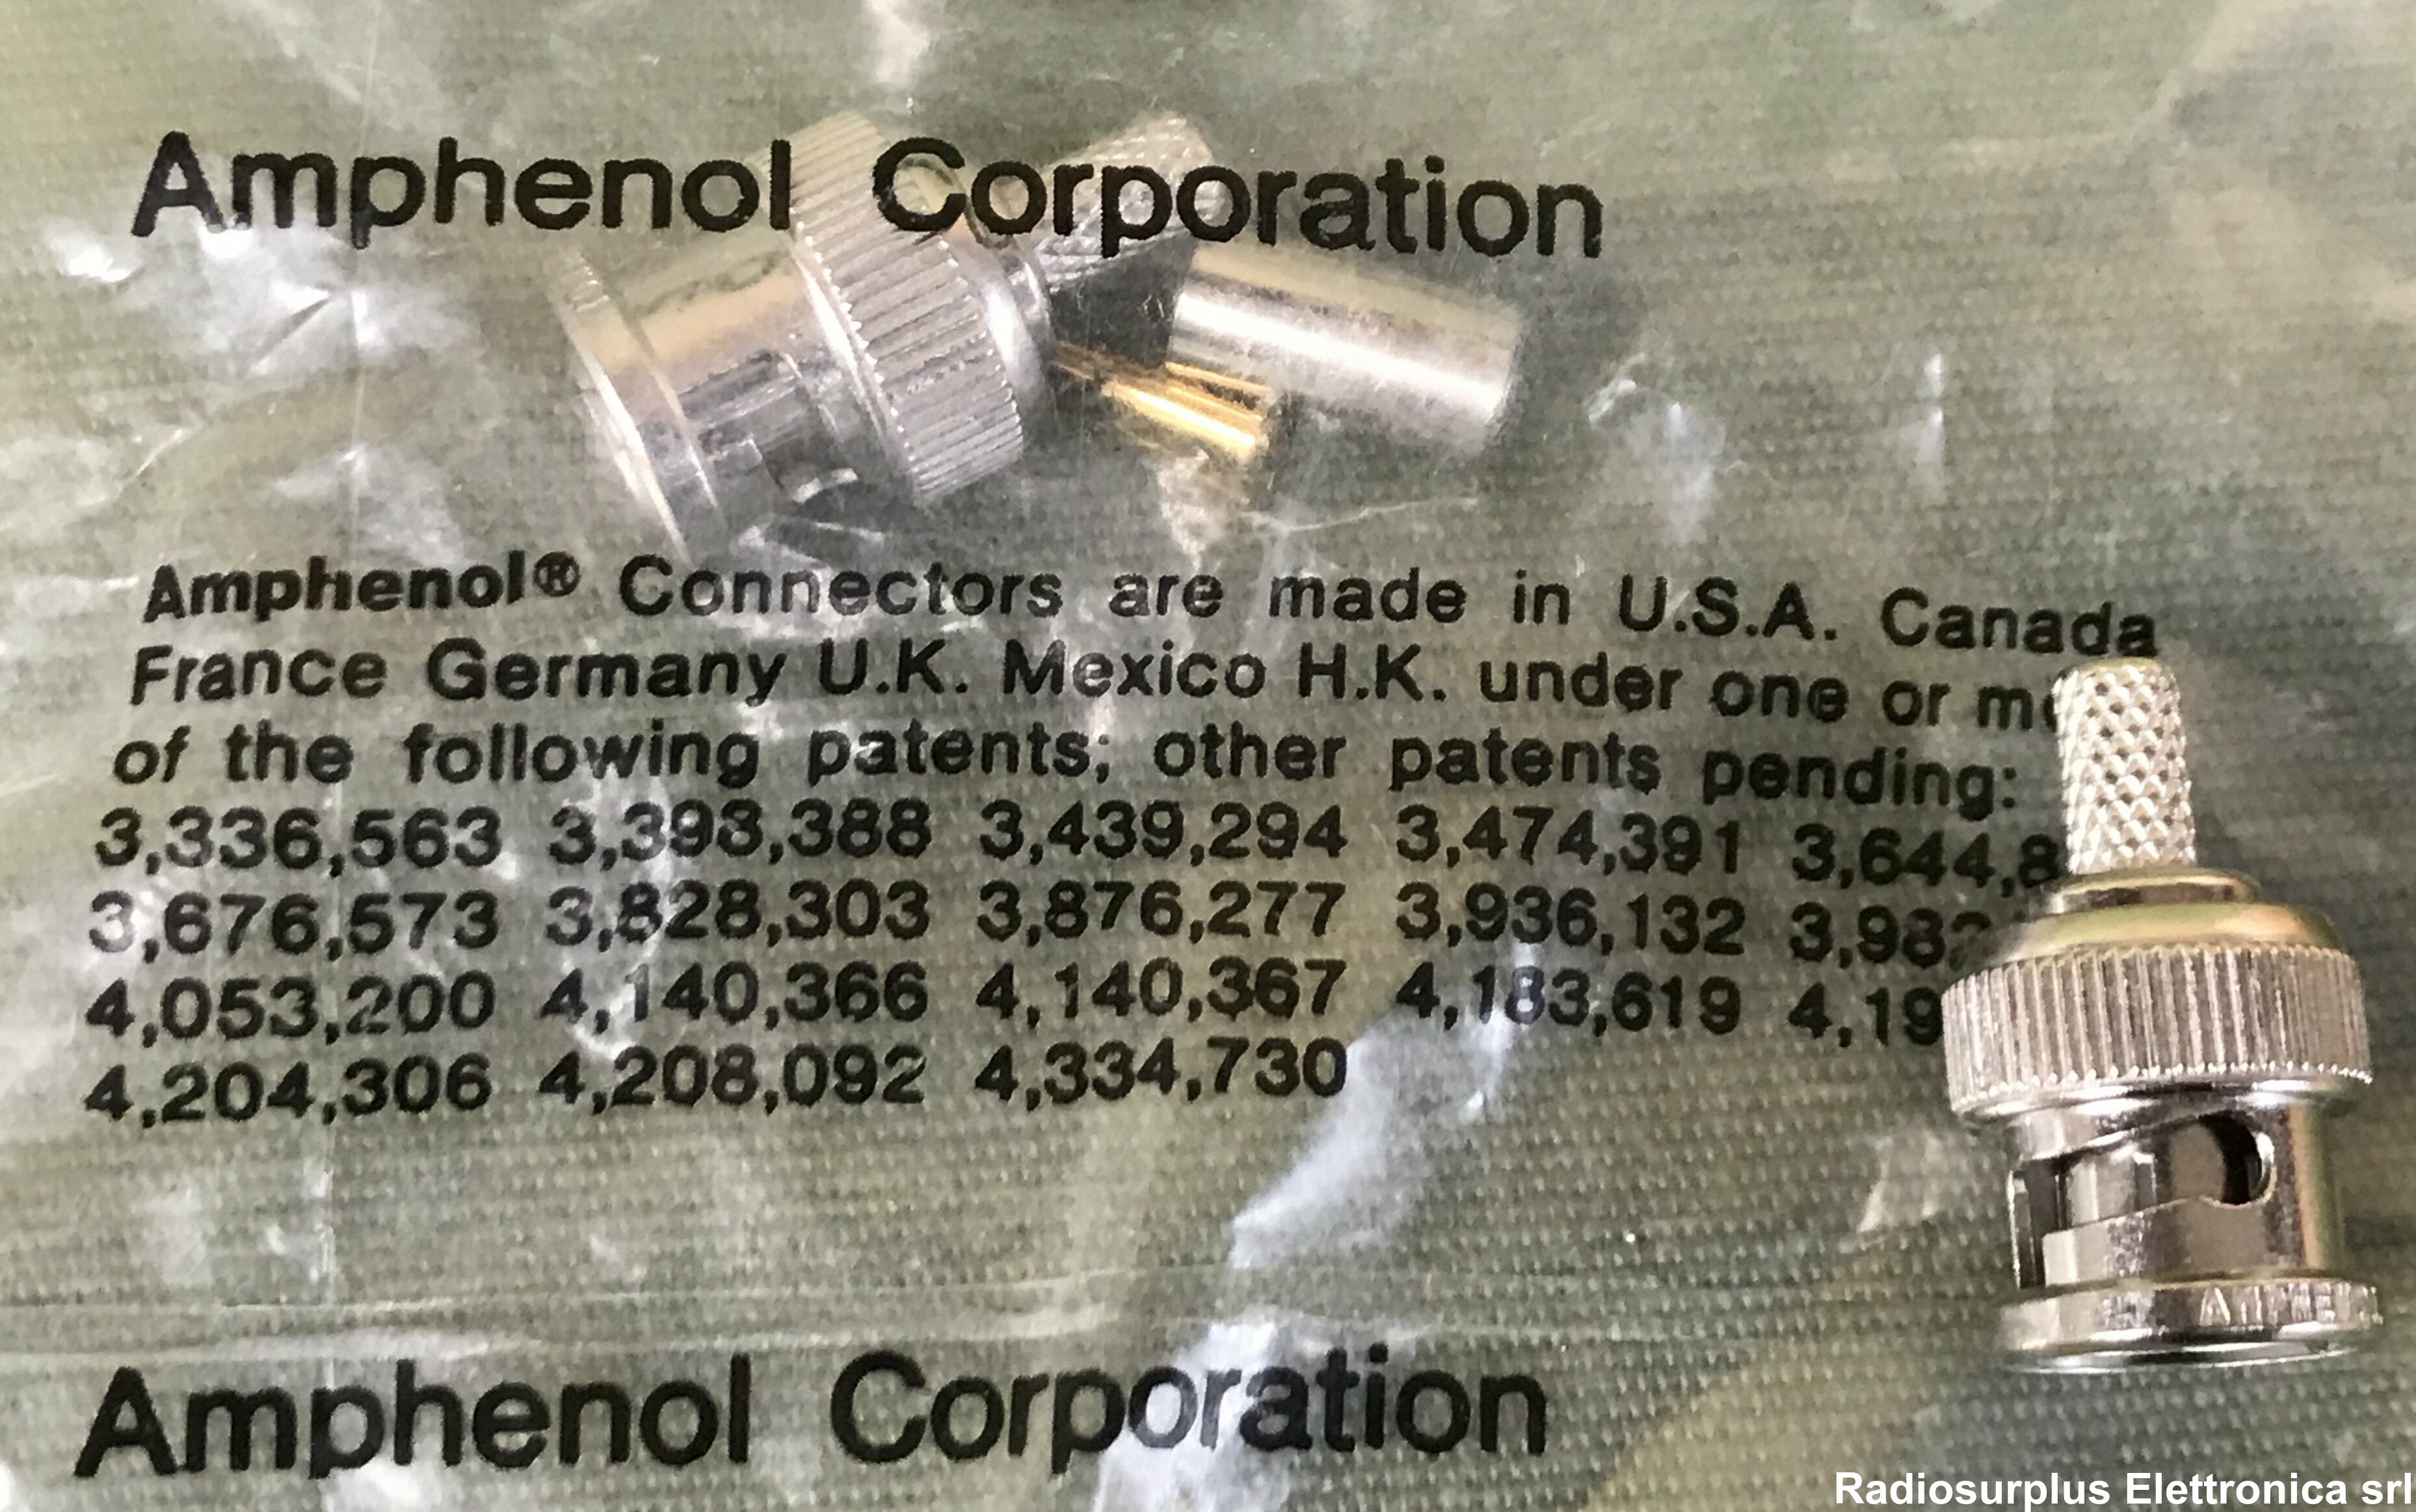 Amphenol Corporation
Amphenol® Connectors are made in U.S.A. Canada
France Germany U.K. Mexico H.K. under one or
of the following patents; other patents pending:
3,336,563 3,393,388 3,439,294 3,474,391
3,676,573 3,828,303 3,876,277 3,936,132
4,053,200 4,140,366 4,140,367 4,183,619
4,204,306 4,208,092 4,334,730
Amphenol Corporation
Radiosurplus Elettronica srl